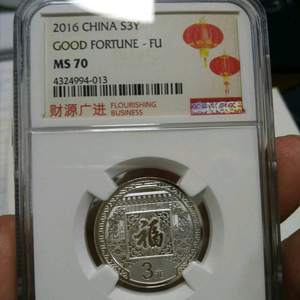 2016 CHINA S3Y
GOOD FORTUNE - FU
MS 70
4324994-013
财源广进 FLOURISHING
BUSINESS
福
3元